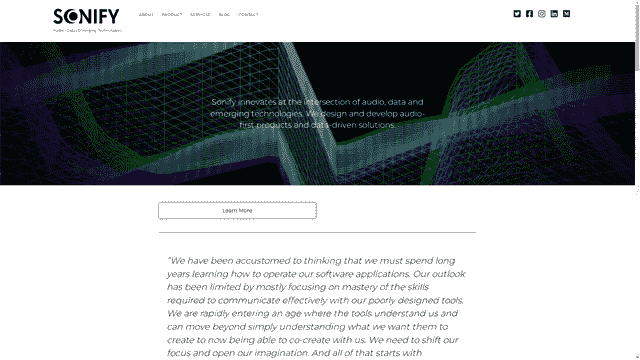 SONIFY
ABOUT PRODUCT SERVICES BLOG CONTACT
Sonify innovates at the intersection of audio, data and
emerging technologies. We design and develop audio-
first products and data-driven solutions.
Learn More
"We have been accustomed to thinking that we must spend long
years learning how to operate our software applications. Our outlook
has been limited by mostly focusing on mastery of the skills
required to communicate effectively with our poorly designed tools.
We are rapidly entering an age where the tools understand us and
can move beyond simply understanding what we want them to
create to now being able to co-create with us. We need to shift our
focus and open our imagination. And all of that starts with